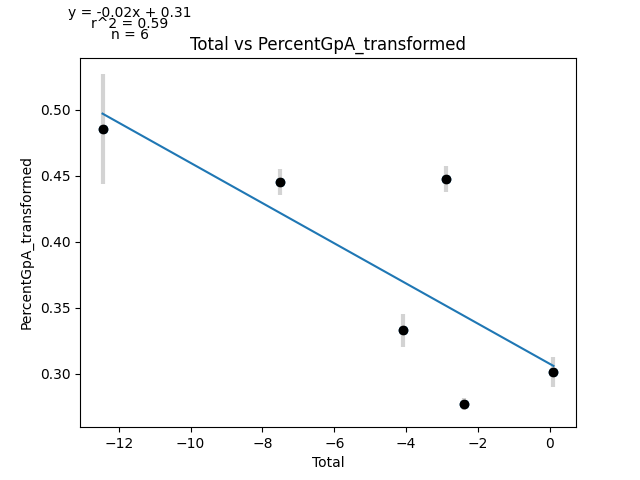 y = -0.02x + 0.31
r^2 = 0.59
n = 6
Total vs PercentGpA_transformed
0.50
0.45
0.40
0.35
0.30
PercentGpA_transformed
−12
−10
−8
−6
−4
−2
0
Total